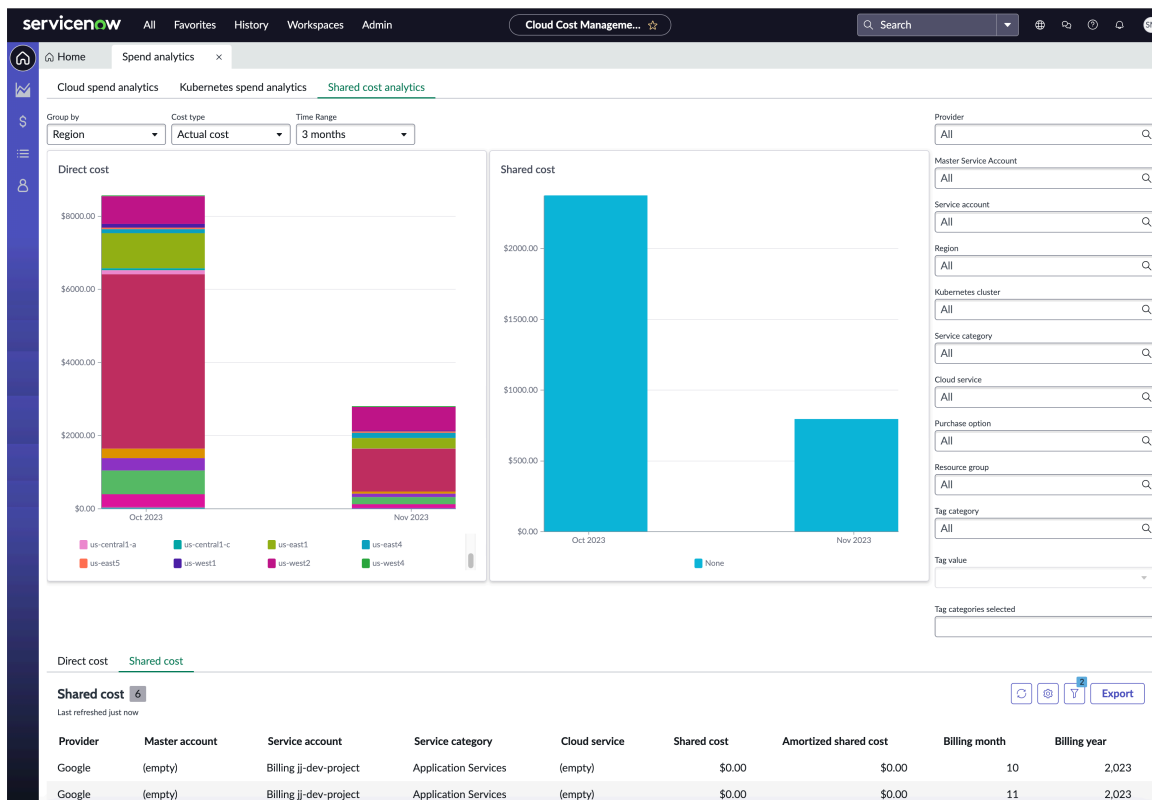 servicenow All Favorites History Workspaces Admin Cloud Cost Manageme... Search
Home Spend analytics
Cloud spend analytics Kubernetes spend analytics Shared cost analytics
Group by Cost type Time Range
Region Actual cost 3 months
Direct cost
$8000.00
$6000.00
$4000.00
$2000.00
$0.00
Oct 2023 Nov 2023
us-central1-a us-central1-c us-east1 us-east4
us-east5 us-west1 us-west2 us-west4
Shared cost
$2000.00
$1500.00
$1000.00
$500.00
$0.00
Oct 2023 Nov 2023
None
Provider
All
Master Service Account
All
Service account
All
Region
All
Kubernetes cluster
All
Service category
All
Cloud service
All
Purchase option
All
Resource group
All
Tag category
All
Tag value
Tag categories selected
Direct cost Shared cost
Shared cost 6 2 Export
Last refreshed just now
Provider Master account Service account Service category Cloud service Shared cost Amortized shared cost Billing month Billing year
Google (empty) Billing jj-dev-project Application Services (empty) $0.00 $0.00 10 2,023
Google (empty) Billing jj-dev-project Application Services (empty) $0.00 $0.00 11 2,023